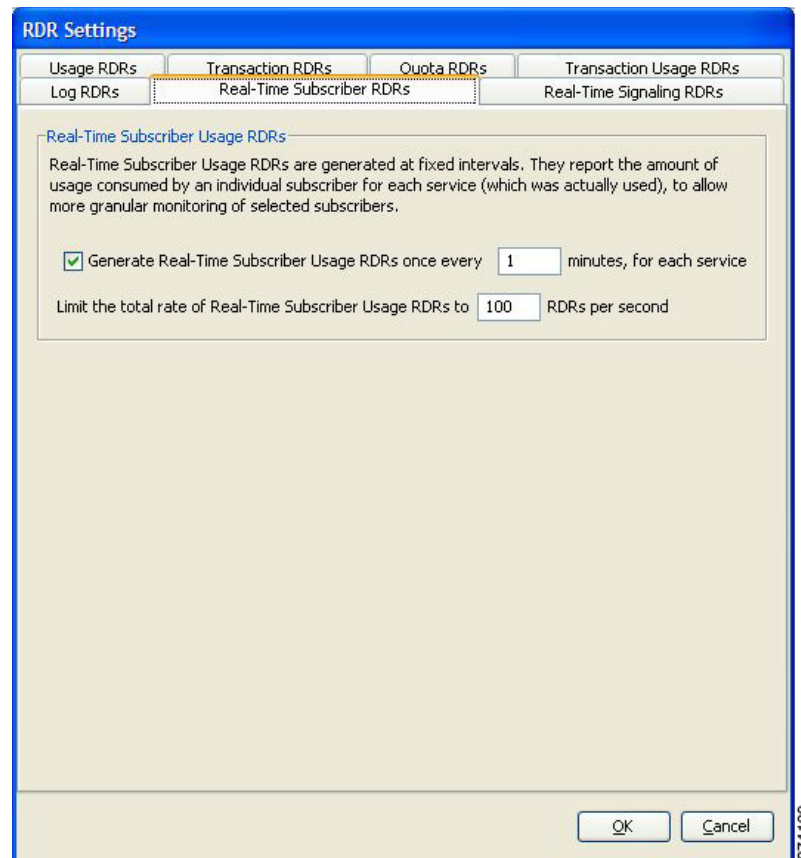 RDR Settings
Usage RDRs
Transaction RDRs
Quota RDRs
Transaction Usage RDRs
Log RDRs
Real-Time Subscriber RDRs
Real-Time Signaling RDRs
Real-Time Subscriber Usage RDRs
Real-Time Subscriber Usage RDRs are generated at fixed intervals. They report the amount of
usage consumed by an individual subscriber for each service (which was actually used), to allow
more granular monitoring of selected subscribers.
Generate Real-Time Subscriber Usage RDRs once every 1 minutes, for each service
Limit the total rate of Real-Time Subscriber Usage RDRs to 100 RDRs per second
OK
Cancel